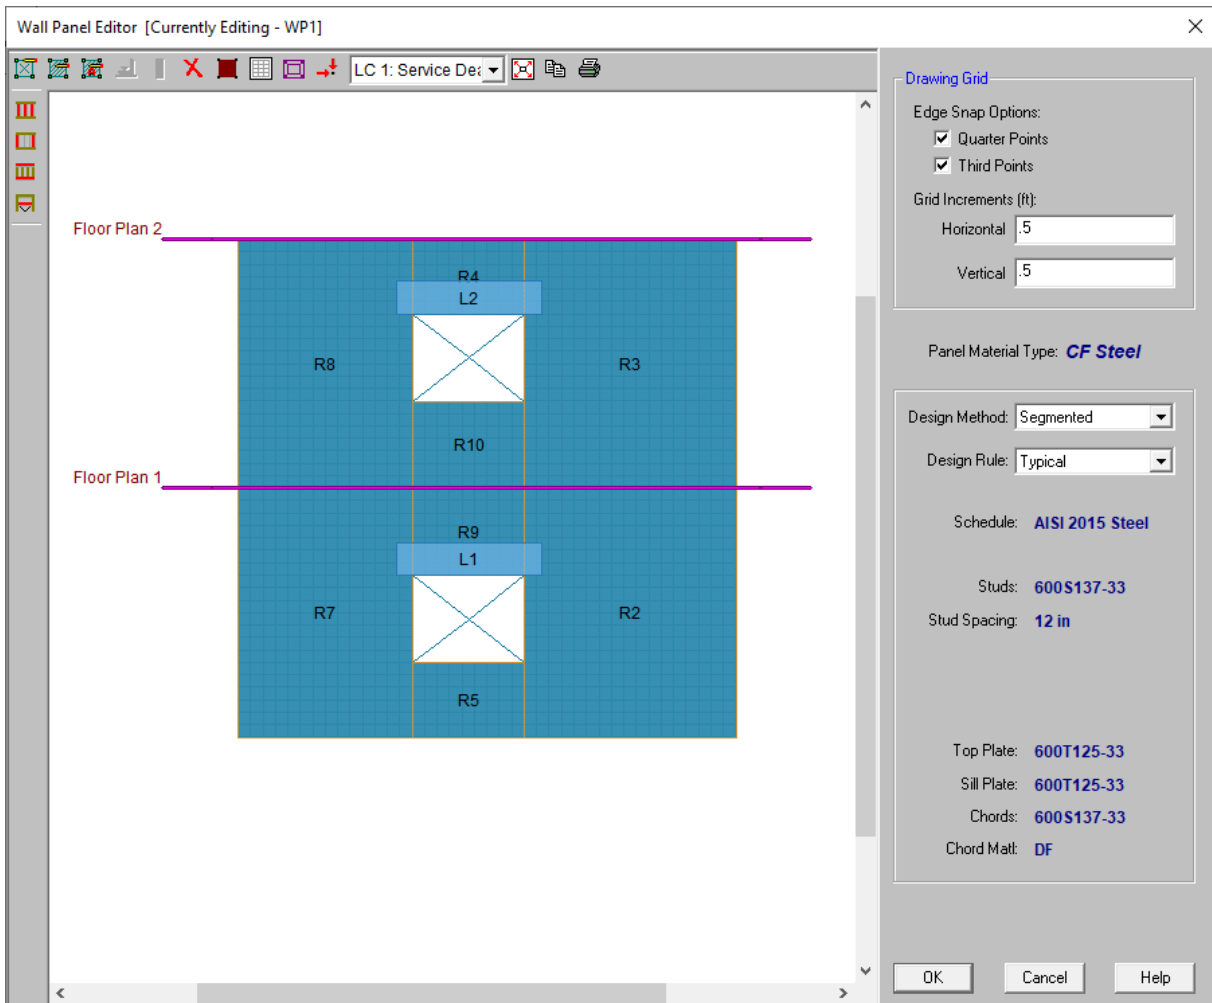 Wall Panel Editor [Currently Editing - WP1]
LC 1: Service Dea
Floor Plan 2
R4
L2
R8
R3
R10
Floor Plan 1
R9
L1
R7
R2
R5
Drawing Grid
Edge Snap Options:
Quarter Points
Third Points
Grid Increments (ft):
Horizontal .5
Vertical .5
Panel Material Type: CF Steel
Design Method: Segmented
Design Rule: Typical
Schedule: AISI 2015 Steel
Studs: 600S137-33
Stud Spacing: 12 in
Top Plate: 600T125-33
Sill Plate: 600T125-33
Chords: 600S137-33
Chord Matl: DF
OK Cancel Help